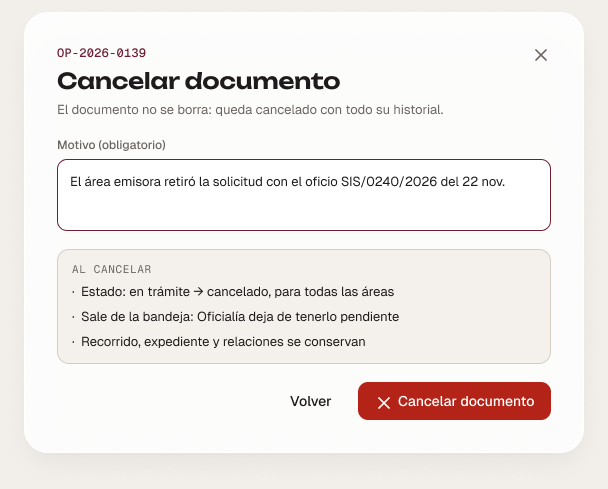 OP-2026-0139
Cancelar documento
El documento no se borra: queda cancelado con todo su historial.
Motivo (obligatorio)
El área emisora retiró la solicitud con el oficio SIS/0240/2026 del 22 nov.
AL CANCELAR
· Estado: en trámite → cancelado, para todas las áreas
· Sale de la bandeja: Oficialía deja de tenerlo pendiente
· Recorrido, expediente y relaciones se conservan
Volver
Cancelar documento